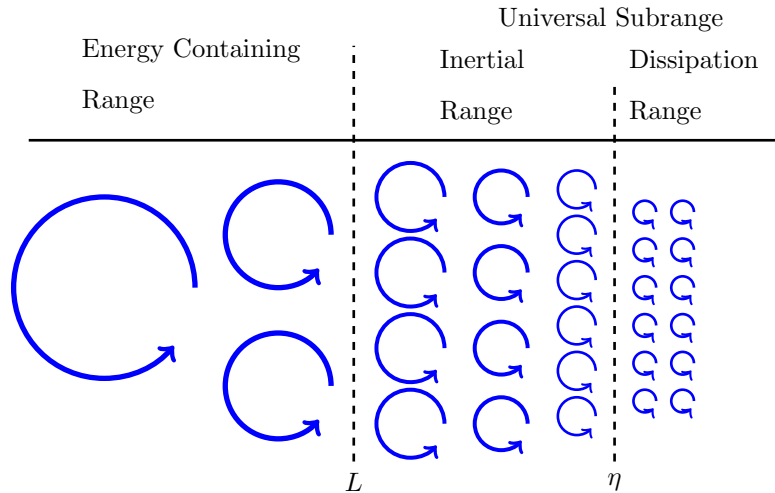 Universal Subrange
Energy Containing
Range
Inertial
Range
Dissipation
Range
L
η